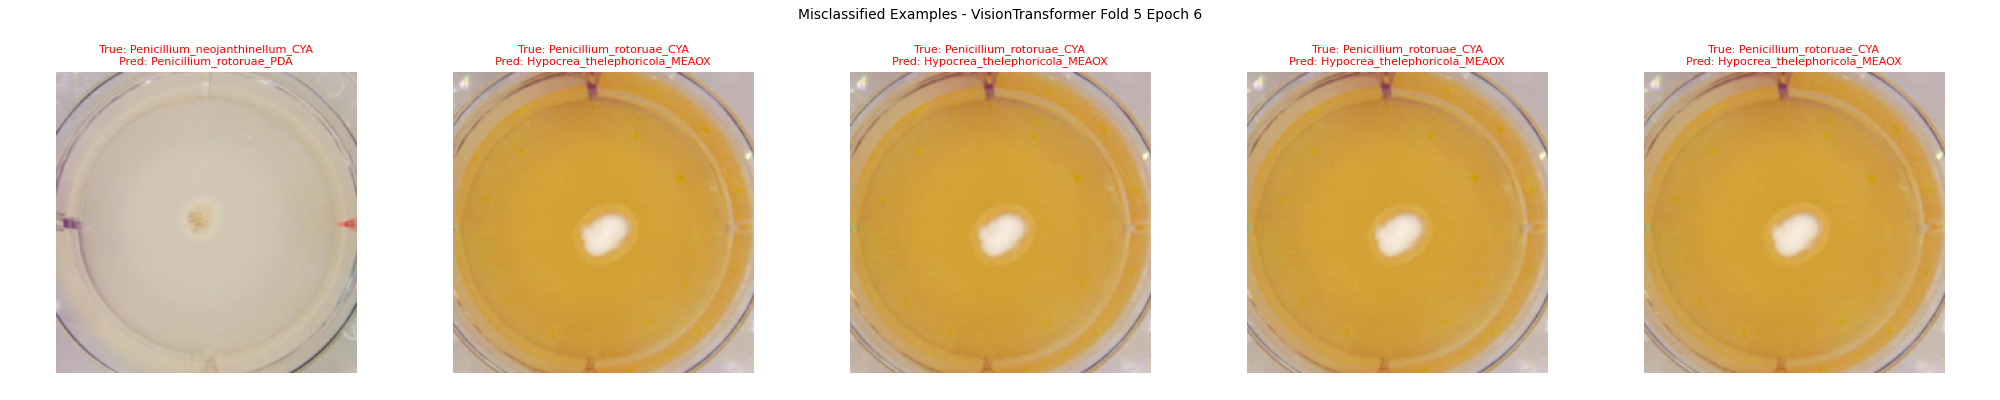 Misclassified Examples - VisionTransformer Fold 5 Epoch 6
True: Penicillium_neojanthinellum_CYA
Pred: Penicillium_rotoruae_PDA
True: Penicillium_rotoruae_CYA
Pred: Hypocrea_thelephoricola_MEAOX
True: Penicillium_rotoruae_CYA
Pred: Hypocrea_thelephoricola_MEAOX
True: Penicillium_rotoruae_CYA
Pred: Hypocrea_thelephoricola_MEAOX
True: Penicillium_rotoruae_CYA
Pred: Hypocrea_thelephoricola_MEAOX